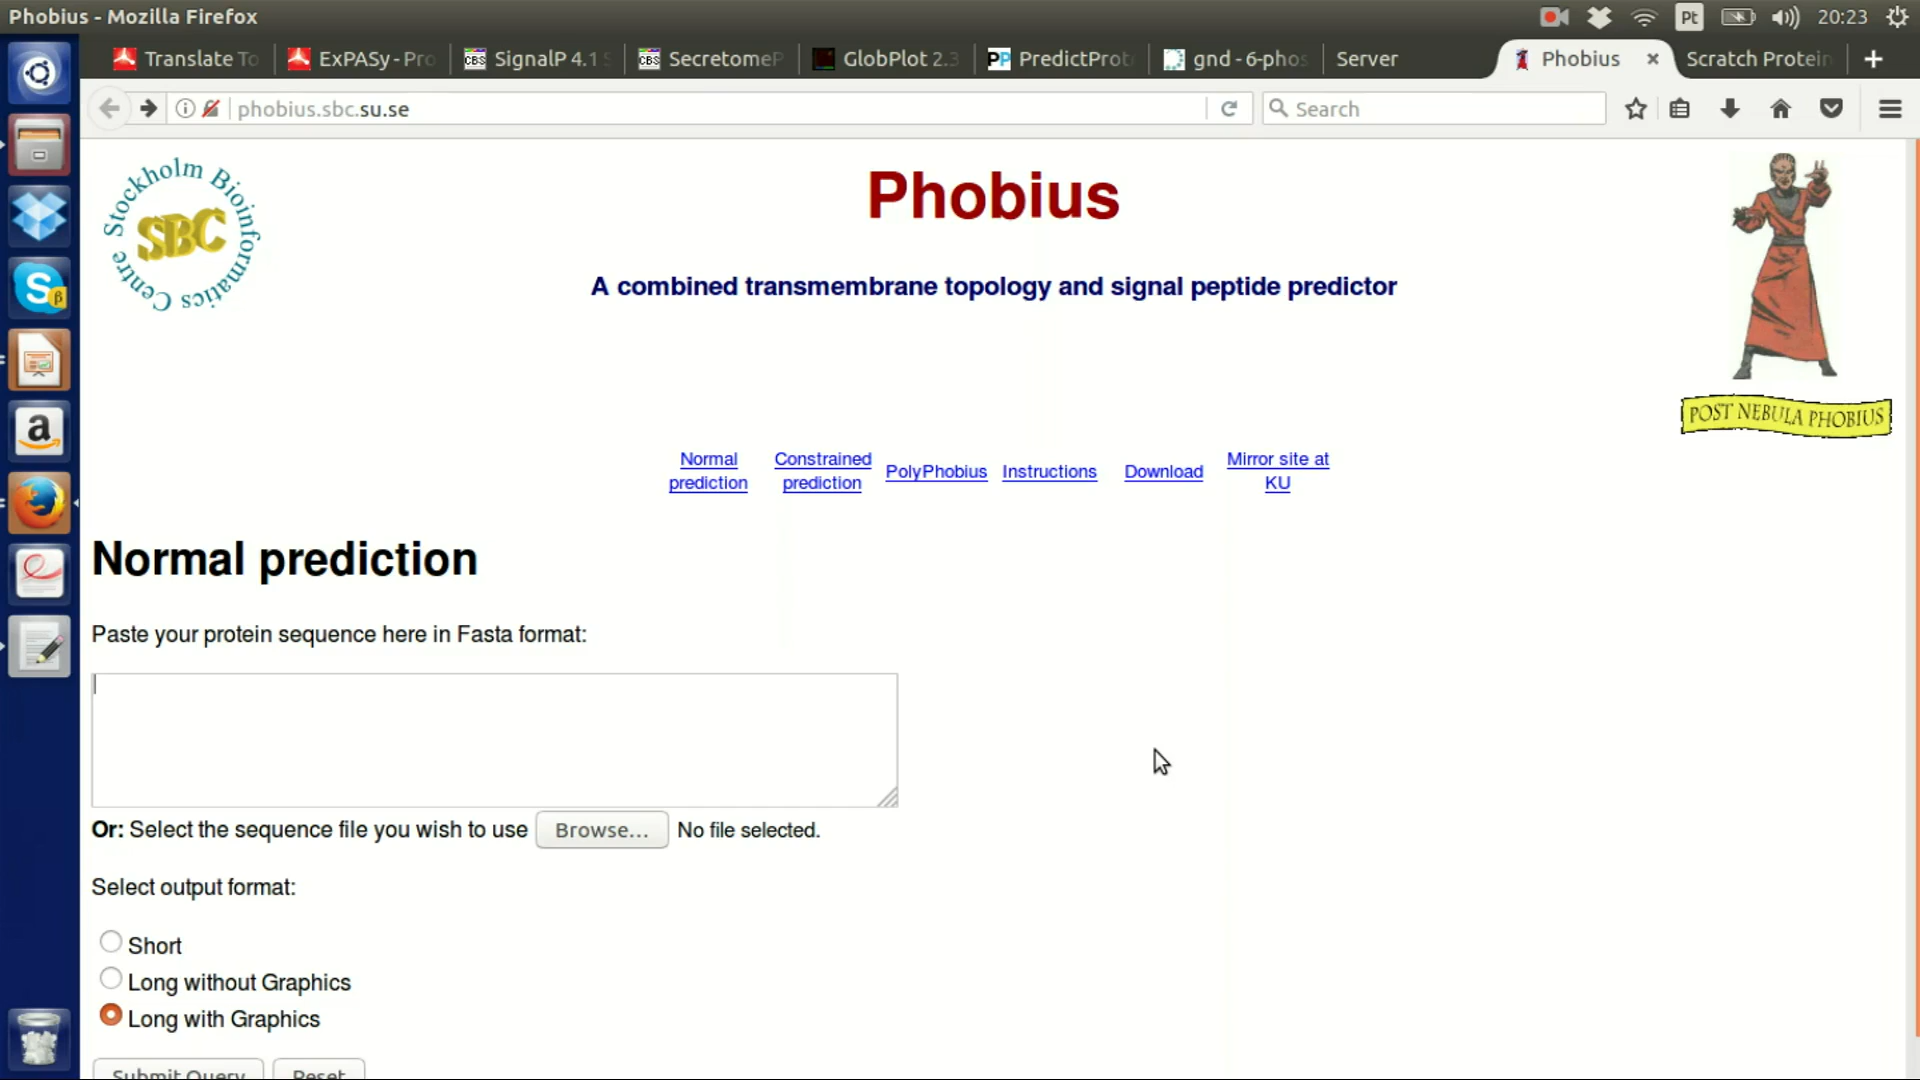 Phobius - Mozilla Firefox
Pt
20:23
Translate To
ExPASy - Pro
SignalP 4.1 S
SecretomeP
GlobPlot 2.3
PredictProt
gnd - 6-phos
Server
Phobius
Scratch Protein
phobius.sbc.su.se
Search
Stockholm Bioinformatics Centre
SBC
Phobius
A combined transmembrane topology and signal peptide predictor
POST NEBULA PHOBIUS
Normal prediction
Constrained prediction
PolyPhobius
Instructions
Download
Mirror site at KU
Normal prediction
Paste your protein sequence here in Fasta format:
Or: Select the sequence file you wish to use
Browse...
No file selected.
Select output format:
Short
Long without Graphics
Long with Graphics
Submit Query
Reset